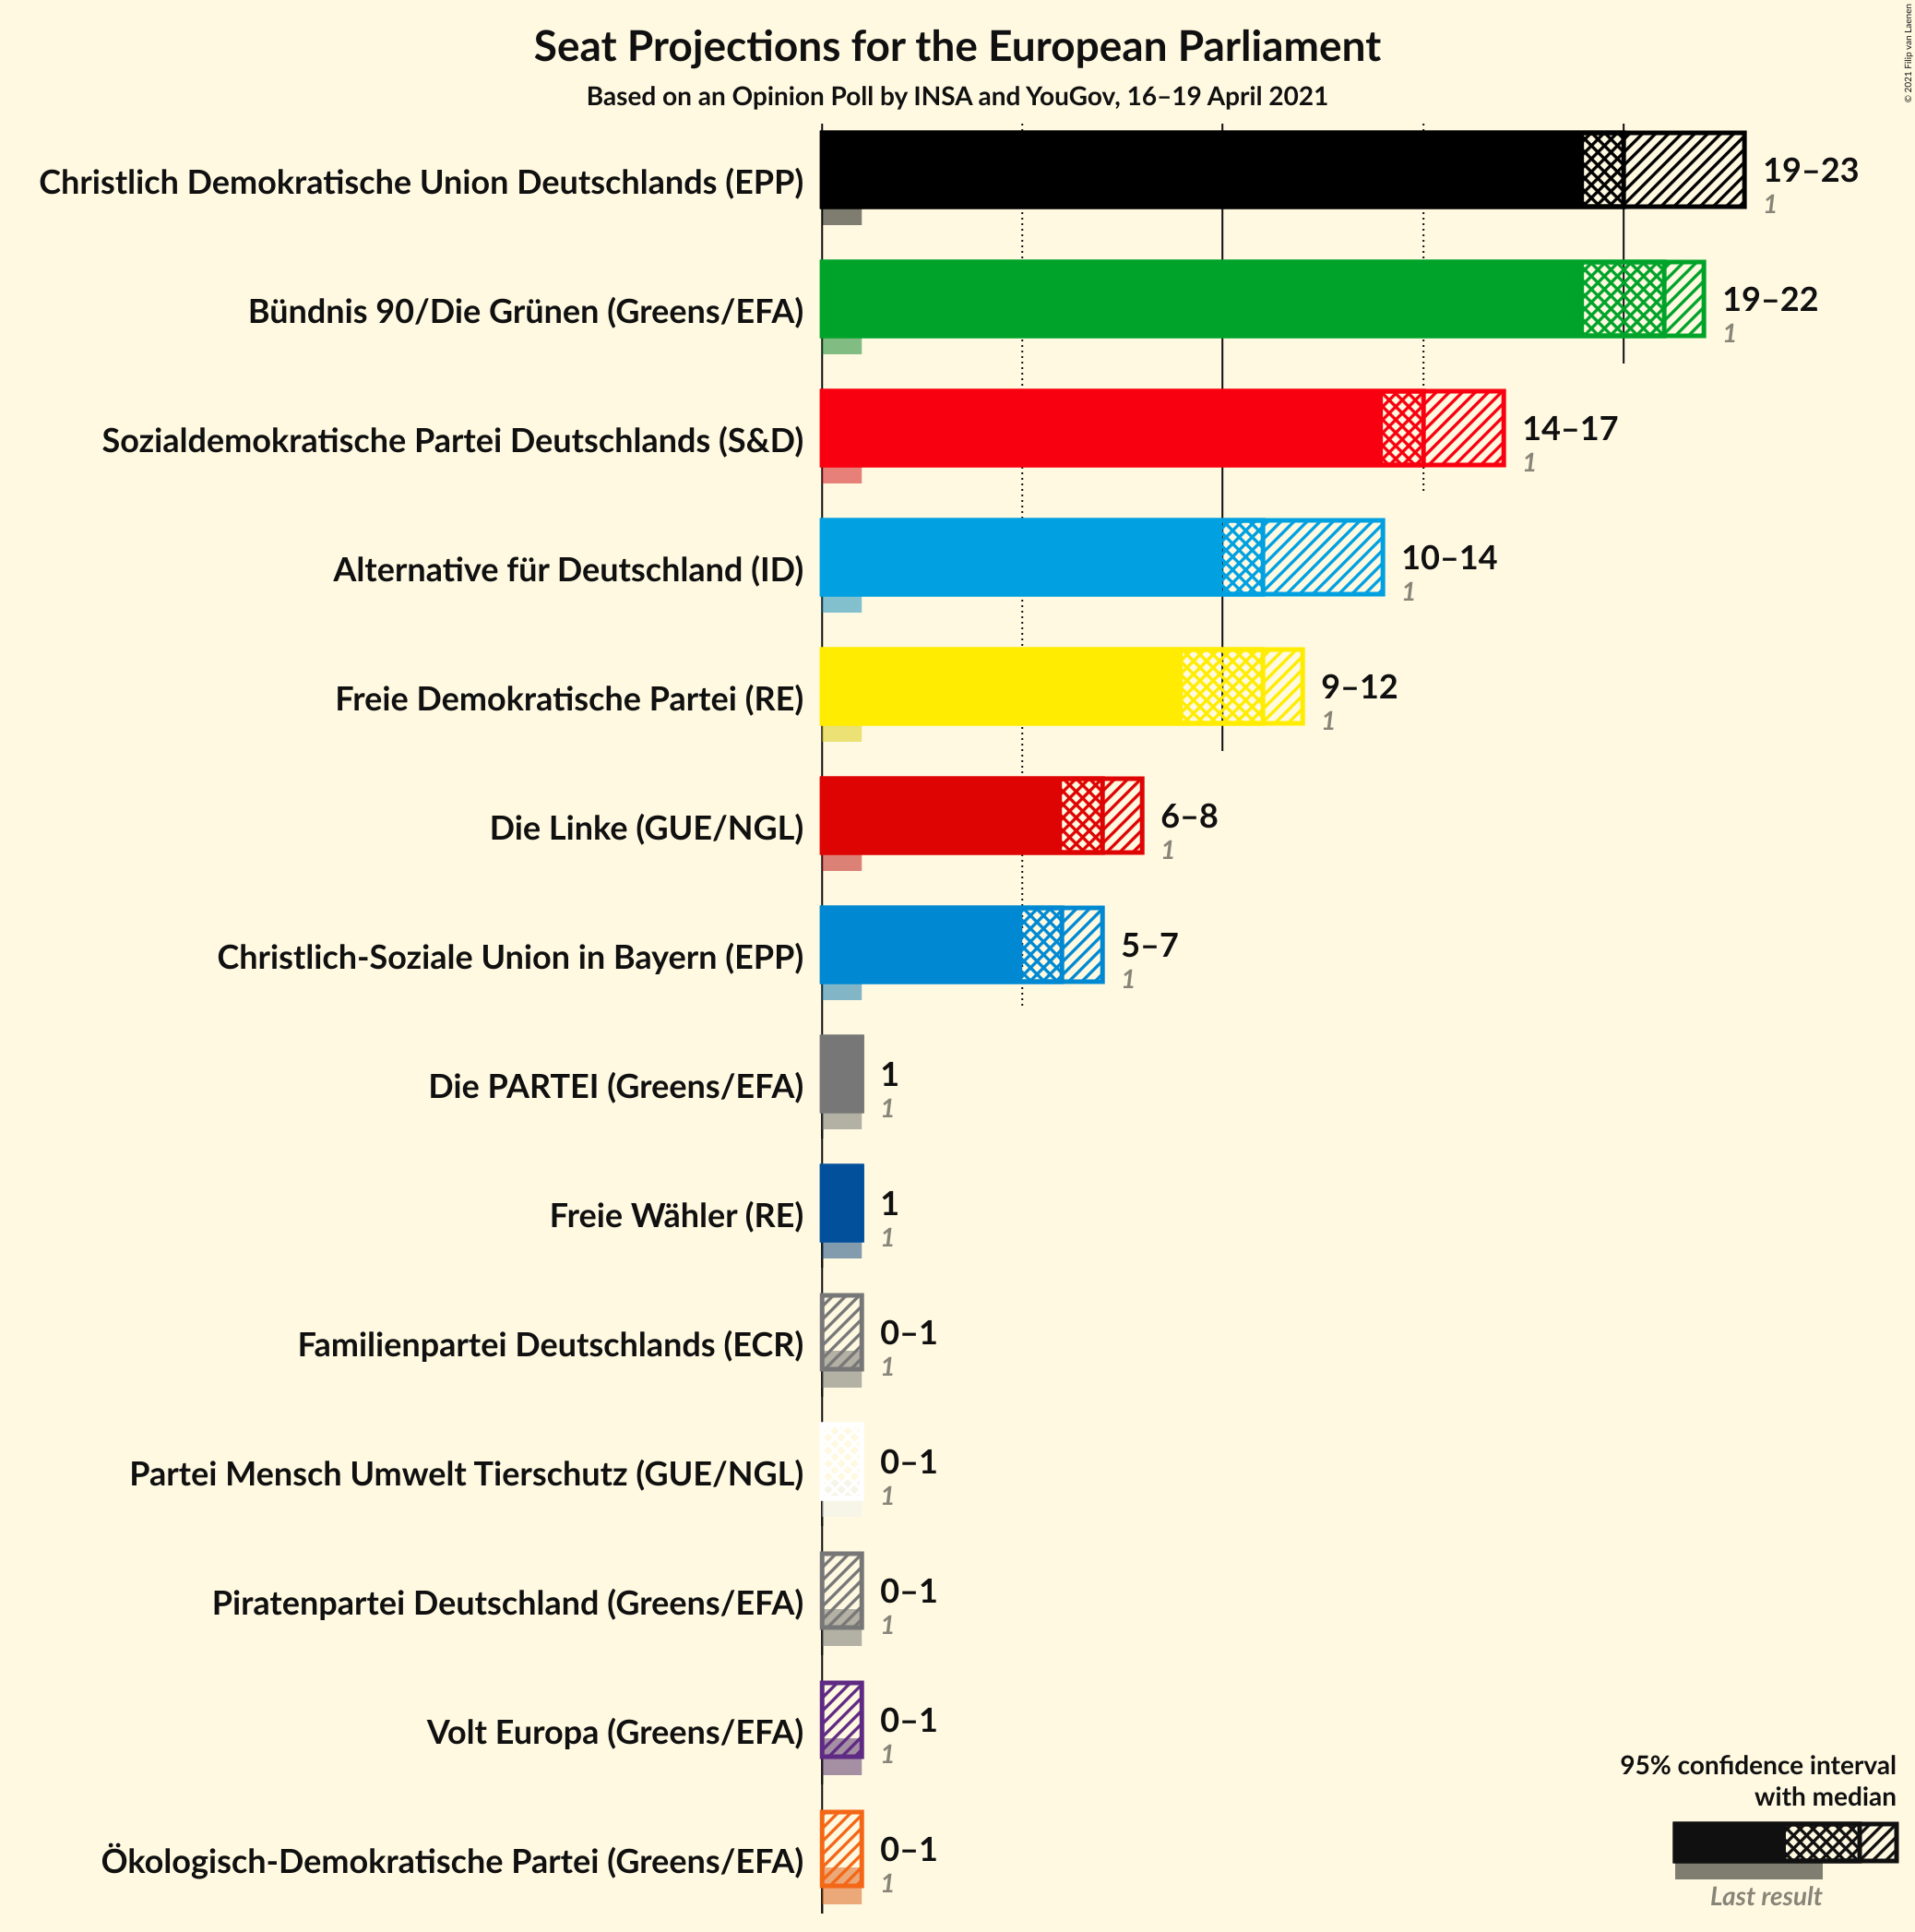 Seat Projections for the European Parliament
Based on an Opinion Poll by INSA and YouGov, 16–19 April 2021
© 2021 Filip van Laenen
Christlich Demokratische Union Deutschlands (EPP)
19–23
1
Bündnis 90/Die Grünen (Greens/EFA)
19–22
1
Sozialdemokratische Partei Deutschlands (S&D)
14–17
1
Alternative für Deutschland (ID)
10–14
1
Freie Demokratische Partei (RE)
9–12
1
Die Linke (GUE/NGL)
6–8
1
Christlich-Soziale Union in Bayern (EPP)
5–7
1
Die PARTEI (Greens/EFA)
1
1
Freie Wähler (RE)
1
1
Familienpartei Deutschlands (ECR)
0–1
1
Partei Mensch Umwelt Tierschutz (GUE/NGL)
0–1
1
Piratenpartei Deutschland (Greens/EFA)
0–1
1
Volt Europa (Greens/EFA)
0–1
1
Ökologisch-Demokratische Partei (Greens/EFA)
0–1
1
95% confidence interval
with median
Last result